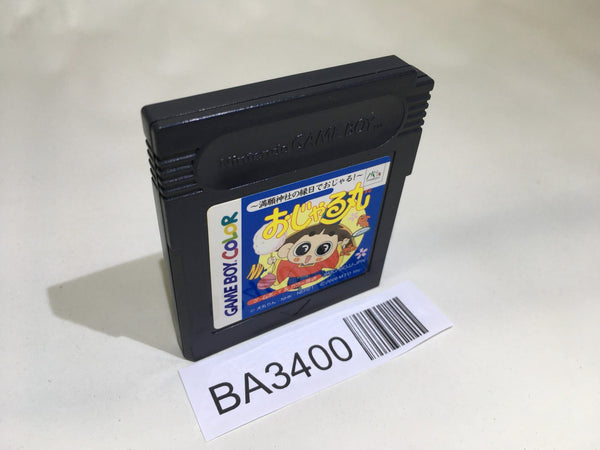 Nintendo GAME BOY™
～満願神社の縁日でおじゃる!～
おじゃる丸
GAME BOY COLOR
BA3400